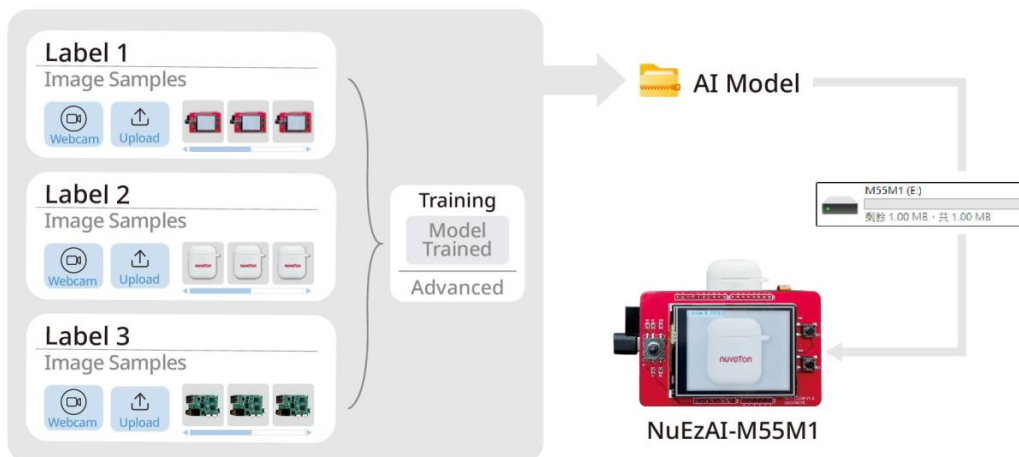 Label 1
Image Samples
Webcam
Upload
Label 2
Image Samples
Webcam
Upload
nuvoTon
nuvoTon
nuvoTon
Label 3
Image Samples
Webcam
Upload
Training
Model
Trained
Advanced
AI Model
M55M1 (E:)
剩餘 1.00 MB，共 1.00 MB
nuvoTon
NuEzAI-M55M1